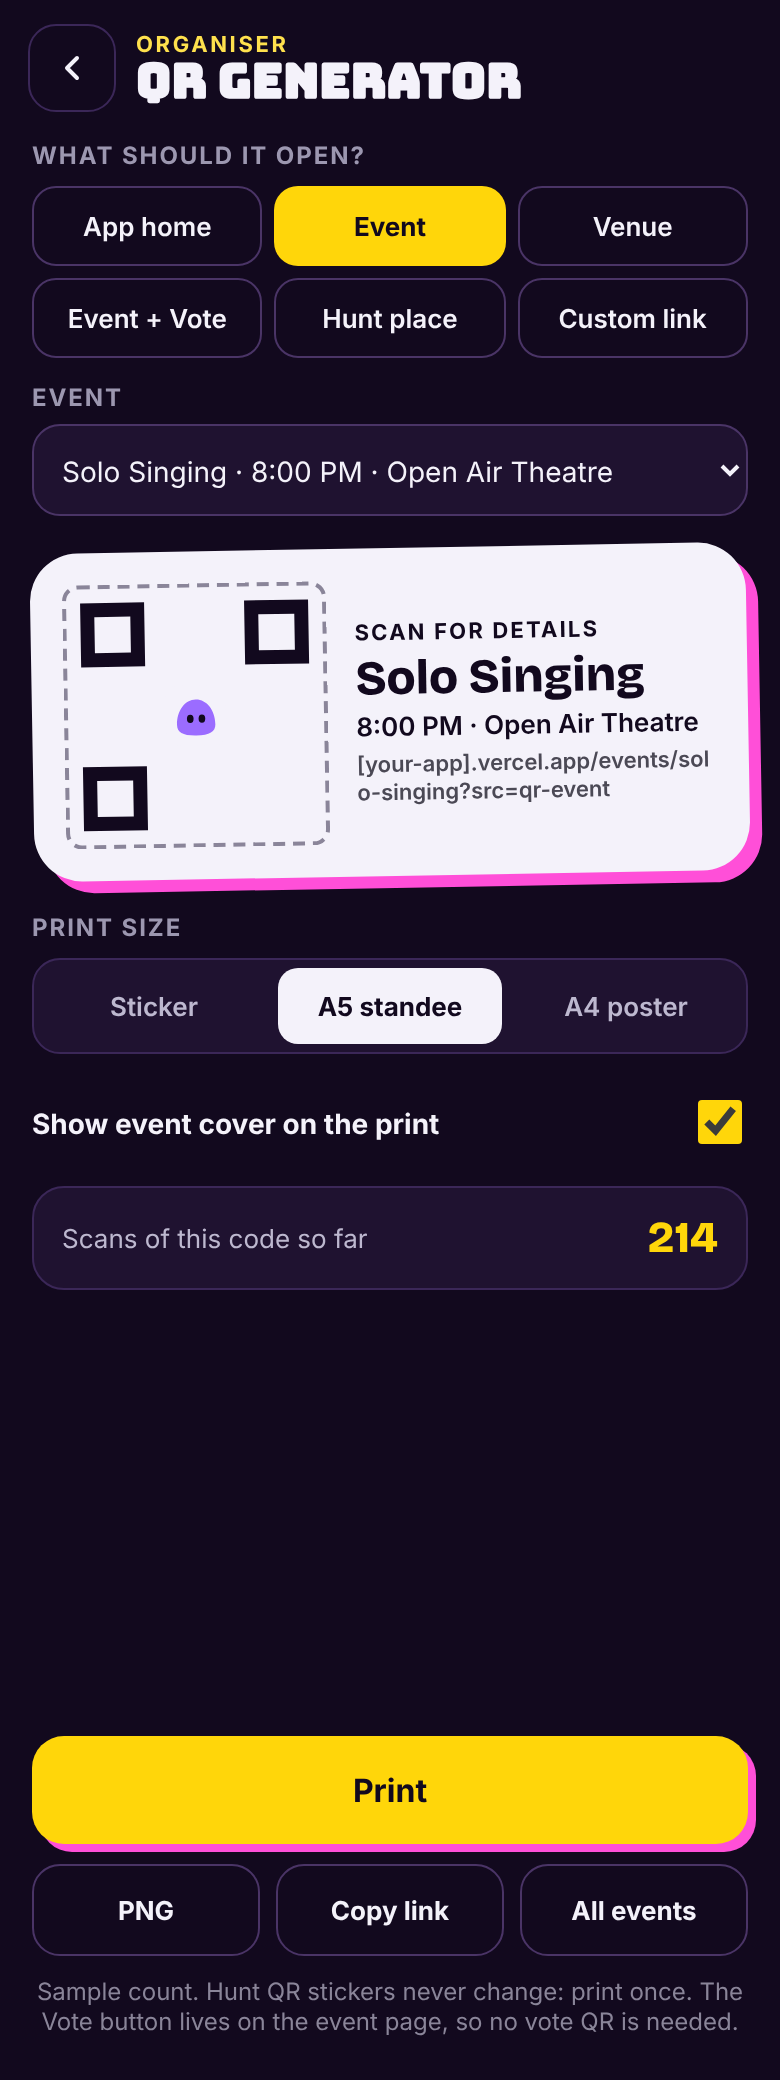 ORGANISER
QR GENERATOR
WHAT SHOULD IT OPEN?
App home
Event
Venue
Event + Vote
Hunt place
Custom link
EVENT
Solo Singing · 8:00 PM · Open Air Theatre
SCAN FOR DETAILS
Solo Singing
8:00 PM · Open Air Theatre
[your-app].vercel.app/events/sol
o-singing?src=qr-event
PRINT SIZE
Sticker
A5 standee
A4 poster
Show event cover on the print
Scans of this code so far
214
Print
PNG
Copy link
All events
Sample count. Hunt QR stickers never change: print once. The
Vote button lives on the event page, so no vote QR is needed.